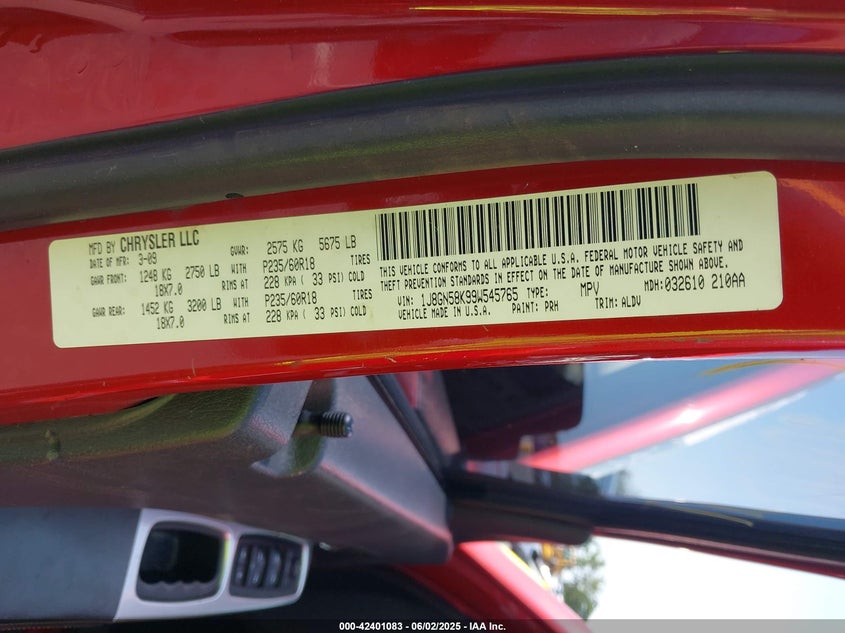 MFD BY CHRYSLER LLC
DATE OF MFR: 3-09 GVWR: 2575 KG 5675 LB
GAWR FRONT: 1248 KG 2750 LB WITH P235/60R18 TIRES
18X7.0 RIMS AT 228 KPA ( 33 PSI) COLD
GAWR REAR: 1452 KG 3200 LB WITH P235/60R18 TIRES
18X7.0 RIMS AT 228 KPA ( 33 PSI) COLD
THIS VEHICLE CONFORMS TO ALL APPLICABLE U.S.A. FEDERAL MOTOR VEHICLE SAFETY AND
THEFT PREVENTION STANDARDS IN EFFECT ON THE DATE OF MANUFACTURE SHOWN ABOVE.
VIN: 1J8GN58K99W545765 TYPE: MPV MDH: 032610 210AA
VEHICLE MADE IN U.S.A. PAINT: PRH TRIM: ALDV
000-42401083 - 06/02/2025 - IAA Inc.